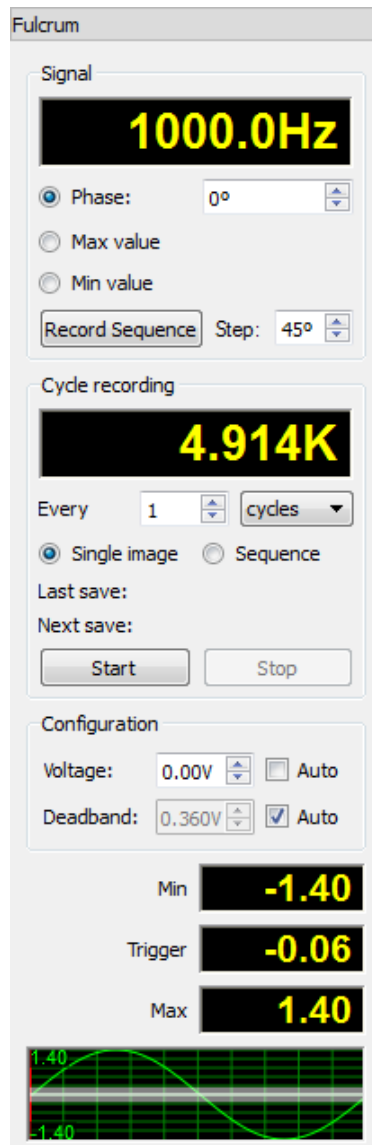 Fulcrum
Signal
1000.0Hz
Phase: 0º
Max value
Min value
Record Sequence Step: 45º
Cycle recording
4.914K
Every 1 cycles
Single image Sequence
Last save:
Next save:
Start Stop
Configuration
Voltage: 0.00V Auto
Deadband: 0.360V Auto
Min -1.40
Trigger -0.06
Max 1.40
1.40
-1.40